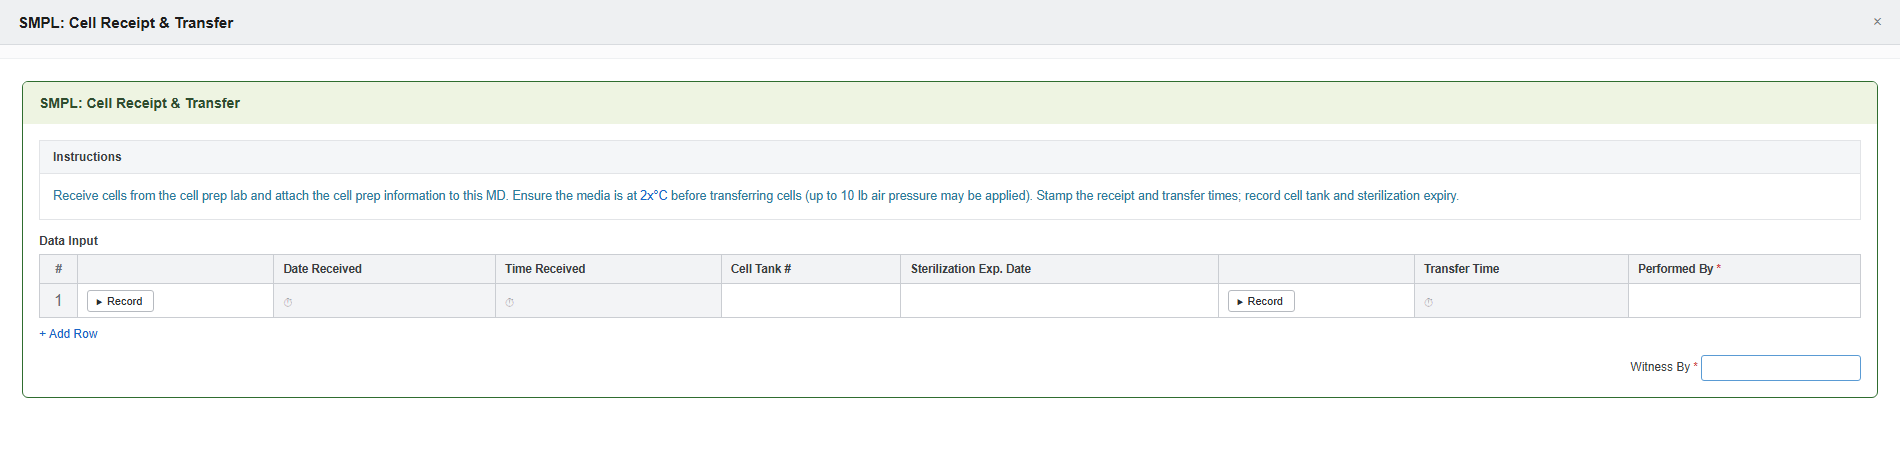 SMPL: Cell Receipt & Transfer ×
SMPL: Cell Receipt & Transfer
Instructions
Receive cells from the cell prep lab and attach the cell prep information to this MD. Ensure the media is at 2x°C before transferring cells (up to 10 lb air pressure may be applied). Stamp the receipt and transfer times; record cell tank and sterilization expiry.
Data Input
# Date Received Time Received Cell Tank # Sterilization Exp. Date Transfer Time Performed By *
1 ▸ Record ▸ Record
+ Add Row
Witness By *